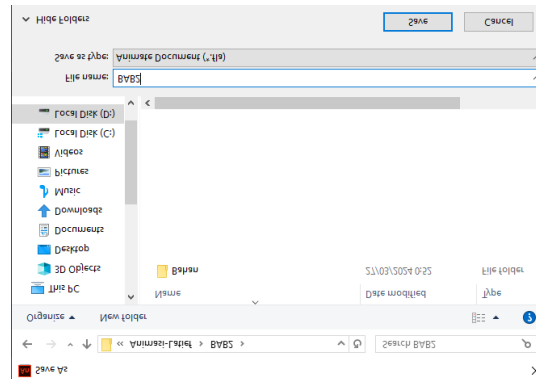 Save As
« Animasi-Latief > BAB2 >
Search BAB2
Organize
New folder
Name
Date modified
Type
This PC
3D Objects
Desktop
Documents
Downloads
Music
Pictures
Videos
Local Disk (C:)
Local Disk (D:)
Bahan
27/03/2024 0:52
File folder
File name: BAB2
Save as type: Animate Document (*.fla)
Hide Folders
Save
Cancel